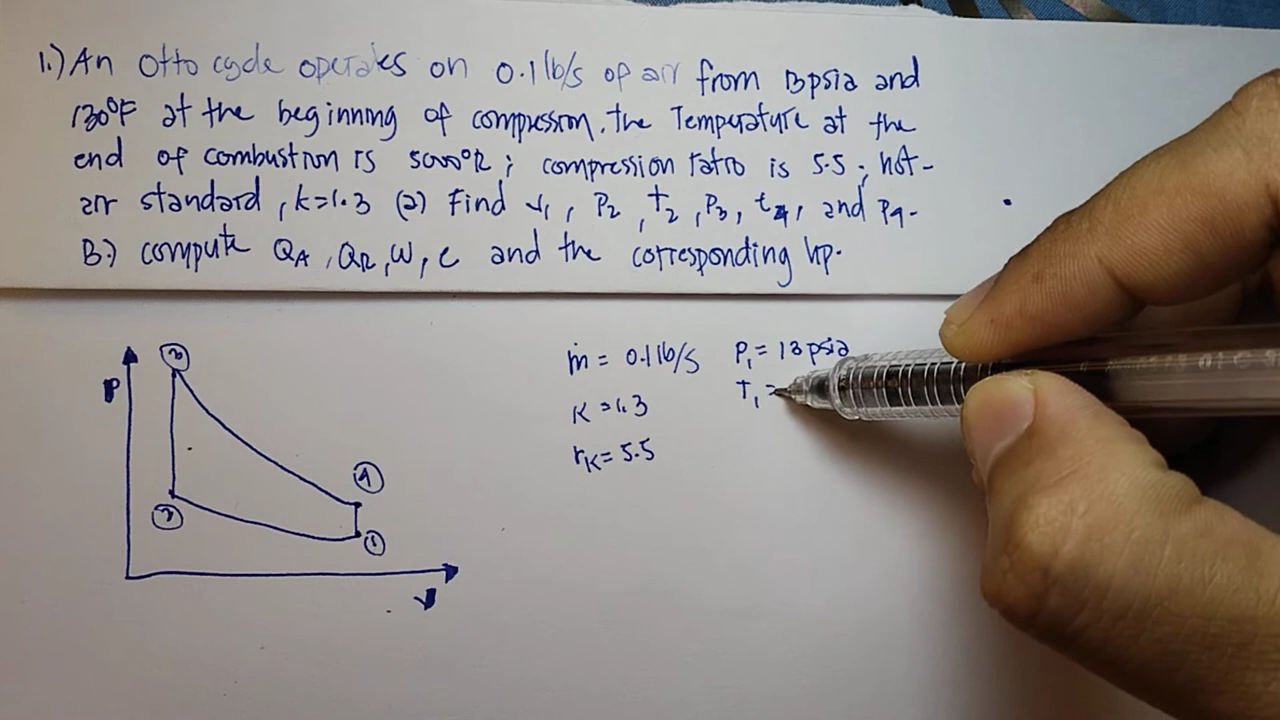 1.) An Otto cycle operates on 0.1 lb/s of air from 13psia and
130°F at the beginning of compression. the Temperature at the
end of combustion is 5000°R; compression ratio is 5.5; hot-
air standard, k=1.3 (a) Find V₁, P₂, t₂, P₃, t₄, and P₄.
B.) compute QA, QR, W, e and the corresponding hp.
P
3
2
4
1
V
ṁ = 0.1 lb/s P₁ = 13 psia
K = 1.3 T₁ =
rK = 5.5